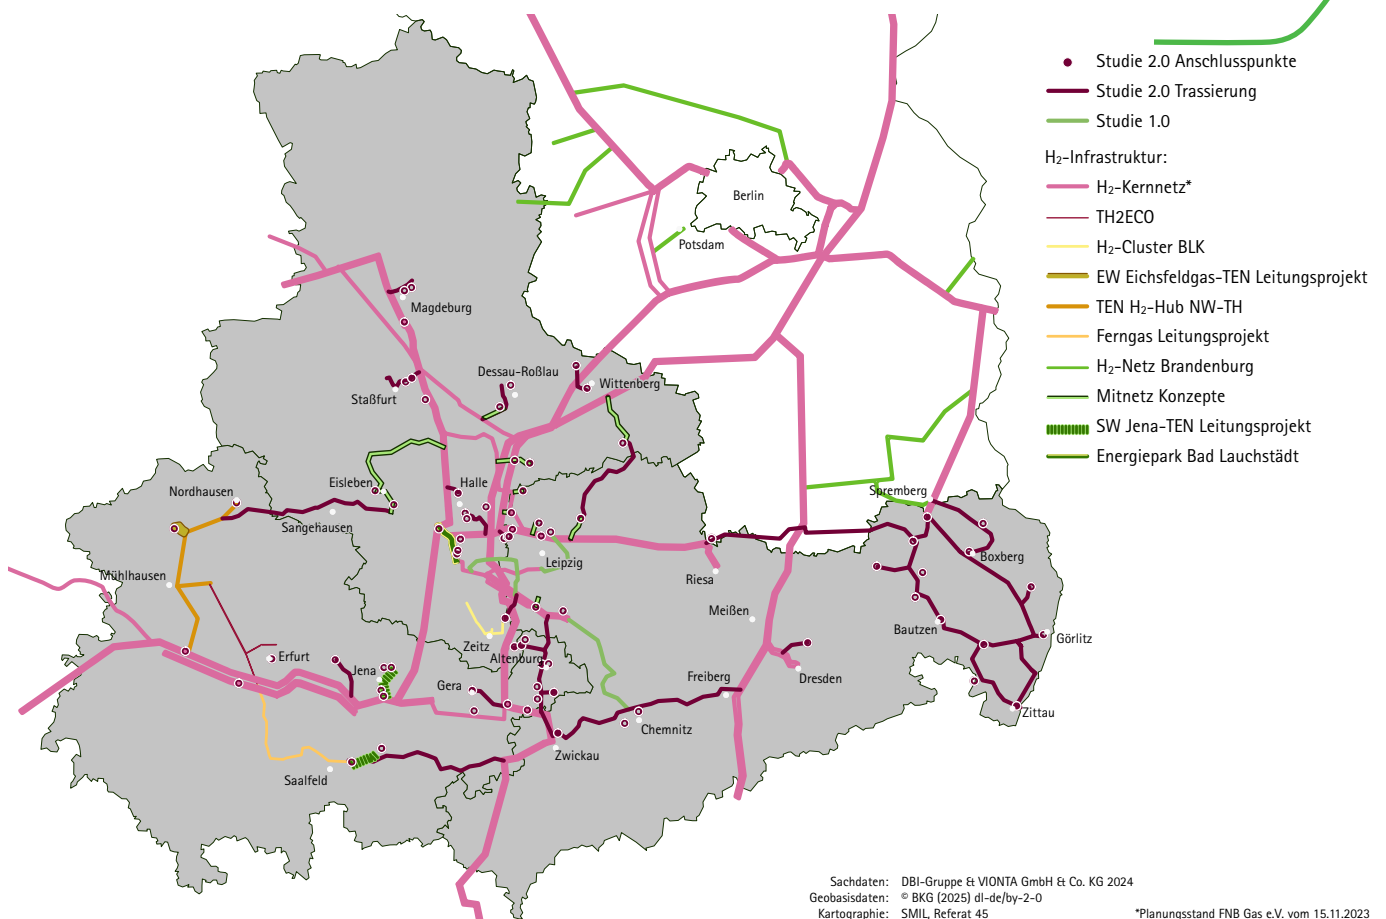 Studie 2.0 Anschlusspunkte
Studie 2.0 Trassierung
Studie 1.0
H₂-Infrastruktur:
H₂-Kernnetz*
TH2ECO
H₂-Cluster BLK
EW Eichsfeldgas-TEN Leitungsprojekt
TEN H₂-Hub NW-TH
Ferngas Leitungsprojekt
H₂-Netz Brandenburg
Mitnetz Konzepte
SW Jena-TEN Leitungsprojekt
Energiepark Bad Lauchstädt
Berlin
Potsdam
Magdeburg
Dessau-Roßlau
Wittenberg
Staßfurt
Eisleben
Halle
Nordhausen
Sangehausen
Spremberg
Leipzig
Boxberg
Mühlhausen
Riesa
Meißen
Bautzen
Görlitz
Zeitz
Altenburg
Erfurt
Jena
Gera
Freiberg
Dresden
Zittau
Chemnitz
Zwickau
Saalfeld
Sachdaten: DBI-Gruppe & VIONTA GmbH & Co. KG 2024
Geobasisdaten: © BKG (2025) dl-de/by-2-0
Kartographie: SMIL, Referat 45
*Planungsstand FNB Gas e.V. vom 15.11.2023